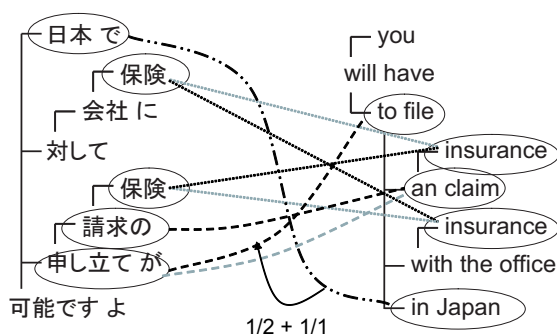 日本 で
保険
会社 に
対して
保険
請求の
申し立て が
可能です よ
you
will have
to file
insurance
an claim
insurance
with the office
in Japan
1/2 + 1/1